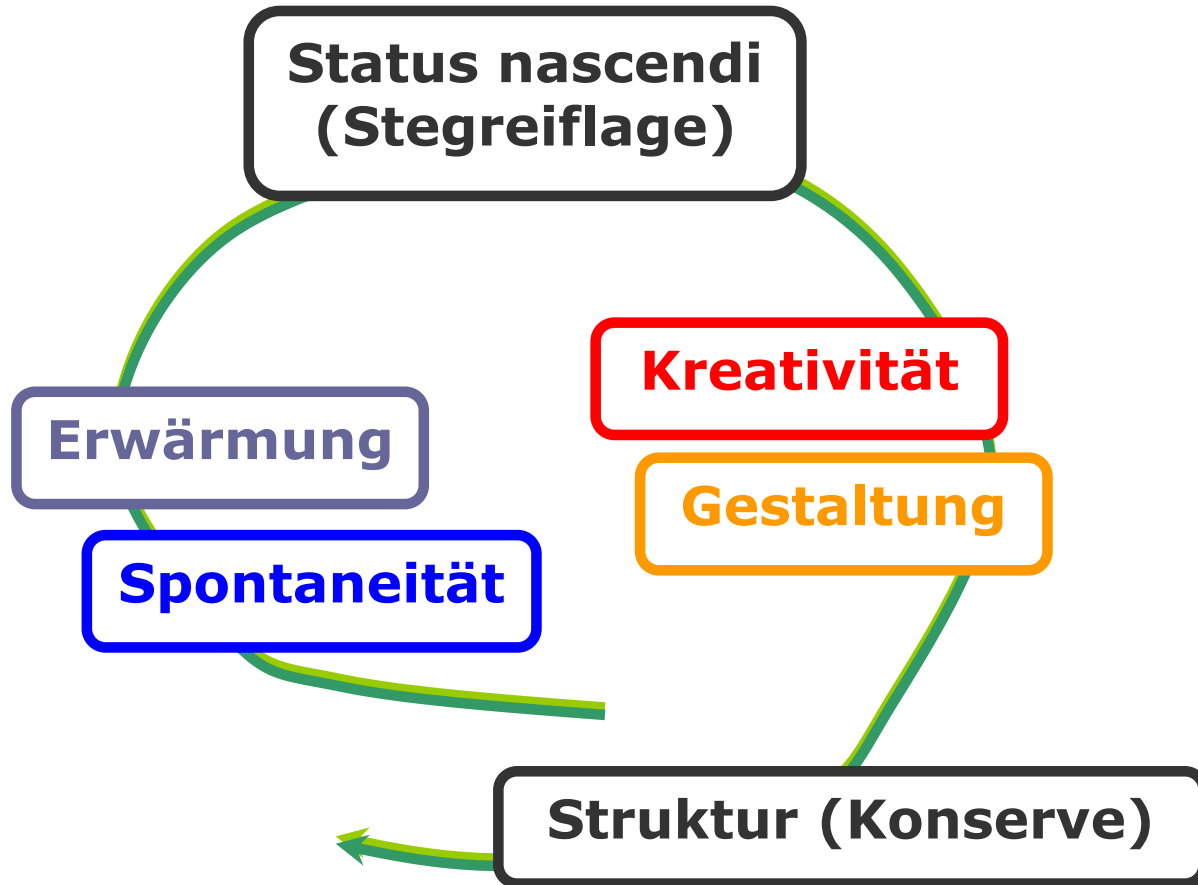 Status nascendi
(Stegreiflage)
Kreativität
Erwärmung
Gestaltung
Spontaneität
Struktur (Konserve)